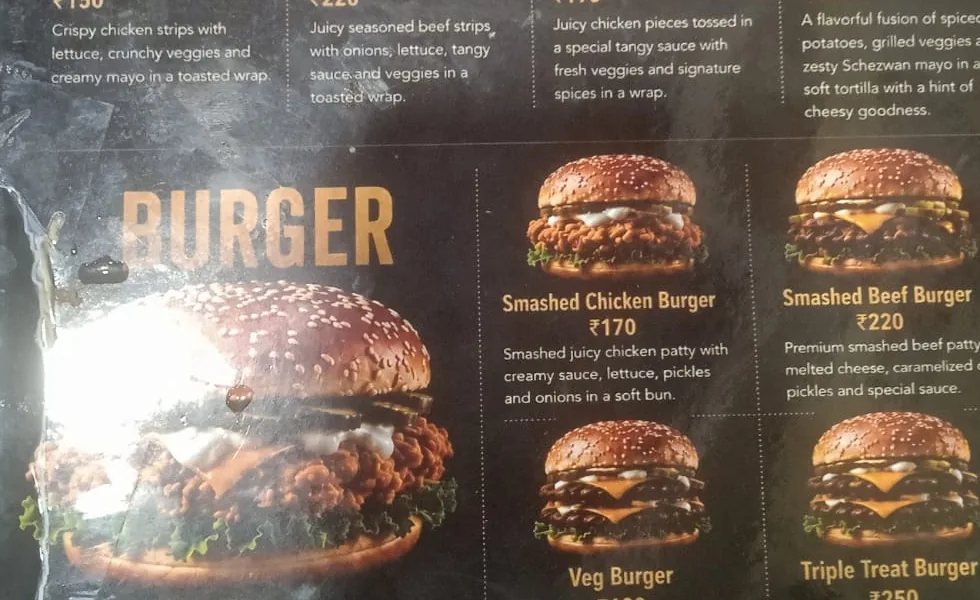 ₹150
Crispy chicken strips with
lettuce, crunchy veggies and
creamy mayo in a toasted wrap.
₹220
Juicy seasoned beef strips
with onions, lettuce, tangy
sauce and veggies in a
toasted wrap.
Juicy chicken pieces tossed in
a special tangy sauce with
fresh veggies and signature
spices in a wrap.
A flavorful fusion of
potatoes, grilled veggies
zesty Schezwan mayo in a
soft tortilla with a hint of
cheesy goodness.
BURGER
Smashed Chicken Burger
₹170
Smashed juicy chicken patty with
creamy sauce, lettuce, pickles
and onions in a soft bun.
Smashed Beef Burger
₹220
Premium smashed beef patty
melted cheese, caramelized
pickles and special sauce.
Veg Burger
Triple Treat Burger
₹250